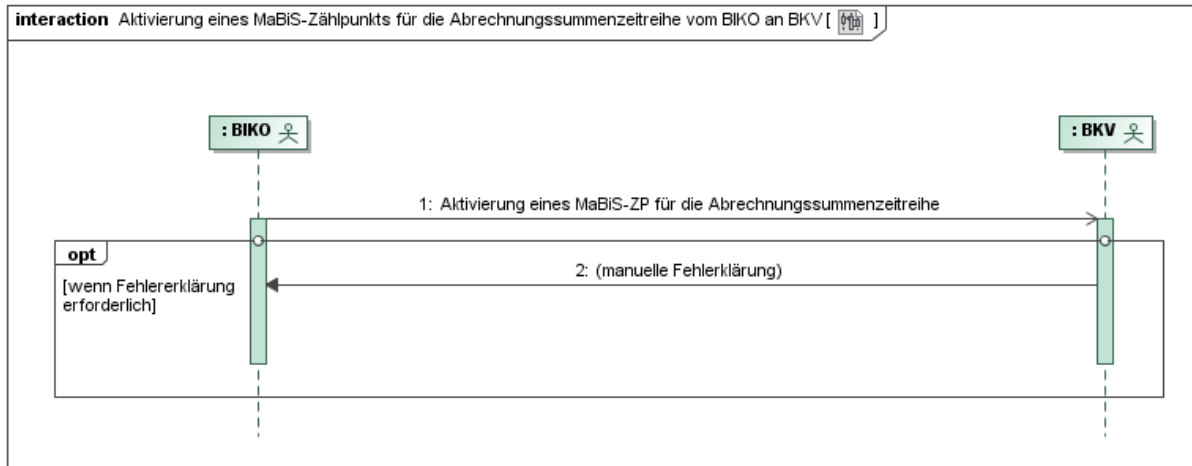 interaction Aktivierung eines MaBiS-Zählpunkts für die Abrechnungssummenzeitreihe vom BIKO an BKV[ ]
: BIKO
: BKV
1: Aktivierung eines MaBiS-ZP für die Abrechnungssummenzeitreihe
opt
2: (manuelle Fehlerklärung)
[wenn Fehlererklärung
erforderlich]